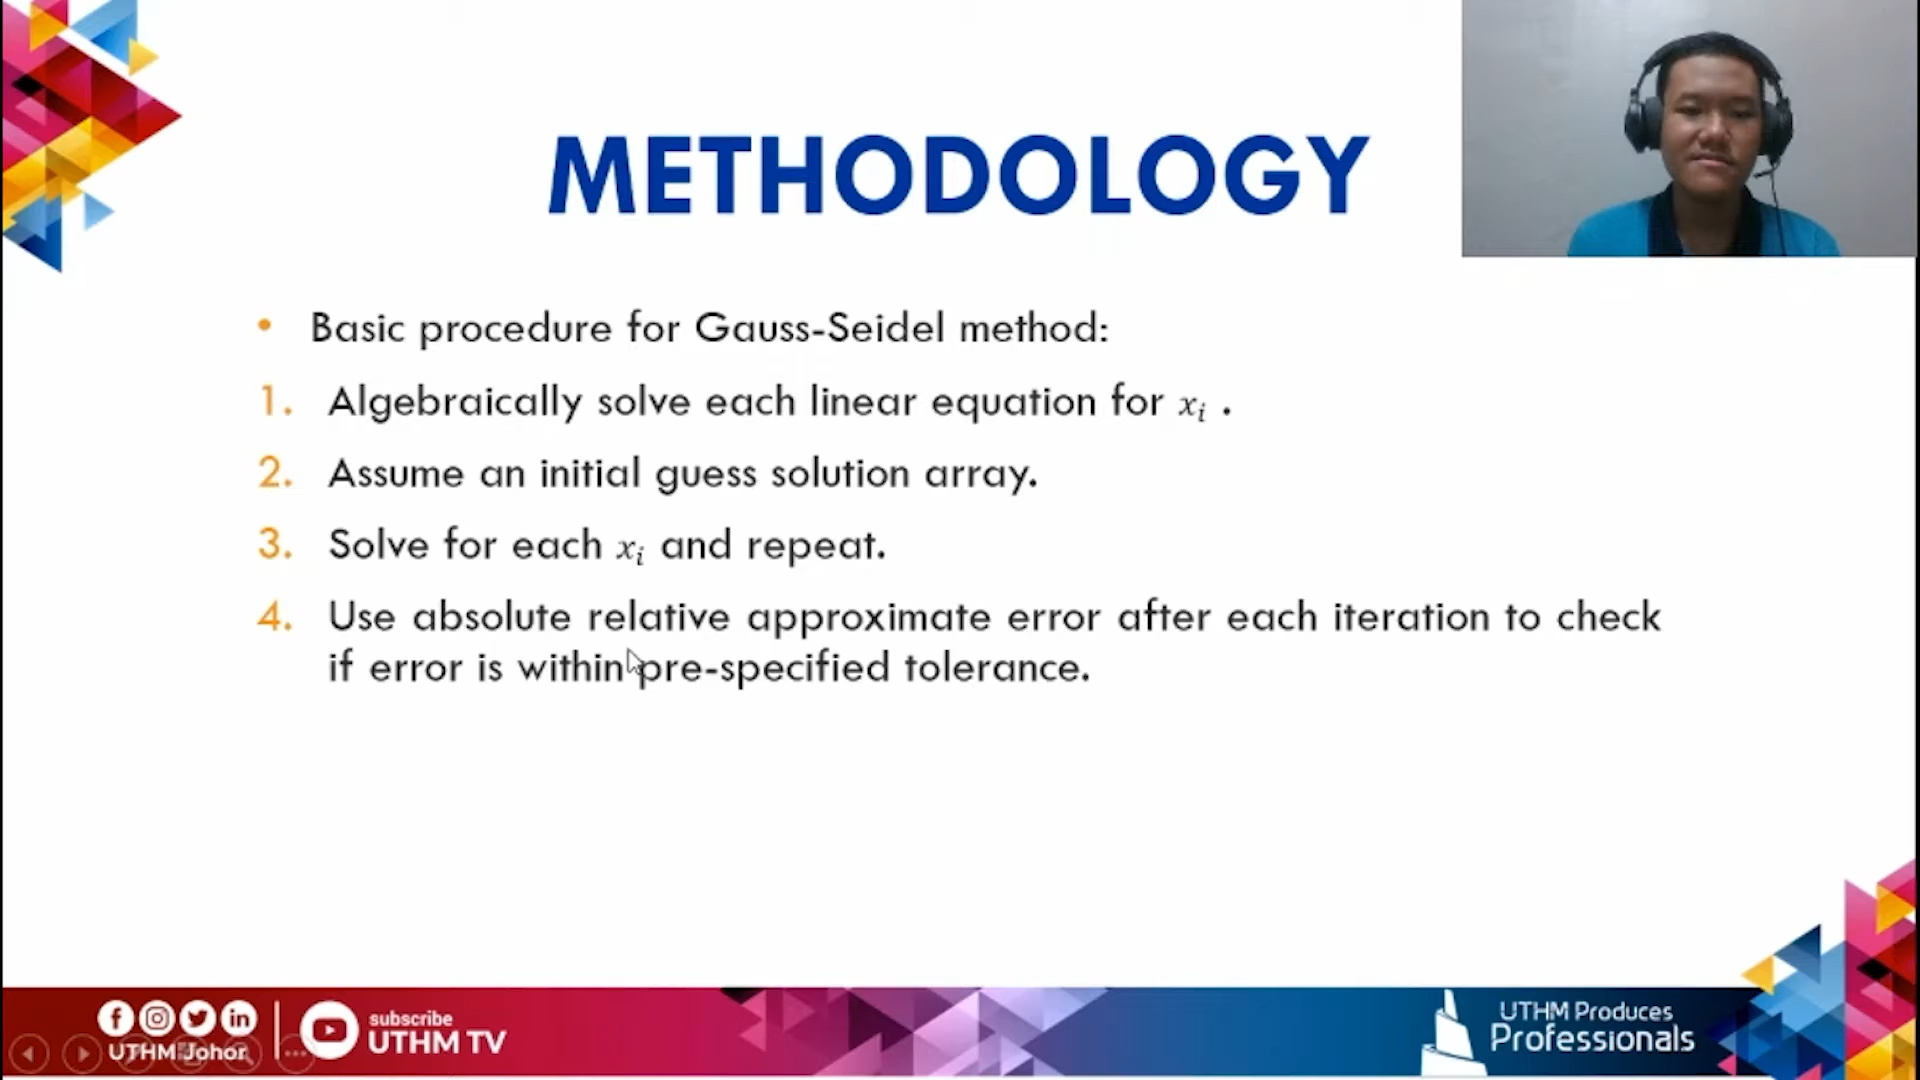 METHODOLOGY
• Basic procedure for Gauss-Seidel method:
1. Algebraically solve each linear equation for xᵢ .
2. Assume an initial guess solution array.
3. Solve for each xᵢ and repeat.
4. Use absolute relative approximate error after each iteration to check
if error is within pre-specified tolerance.
UTHM Johor
subscribe
UTHM TV
UTHM Produces
Professionals